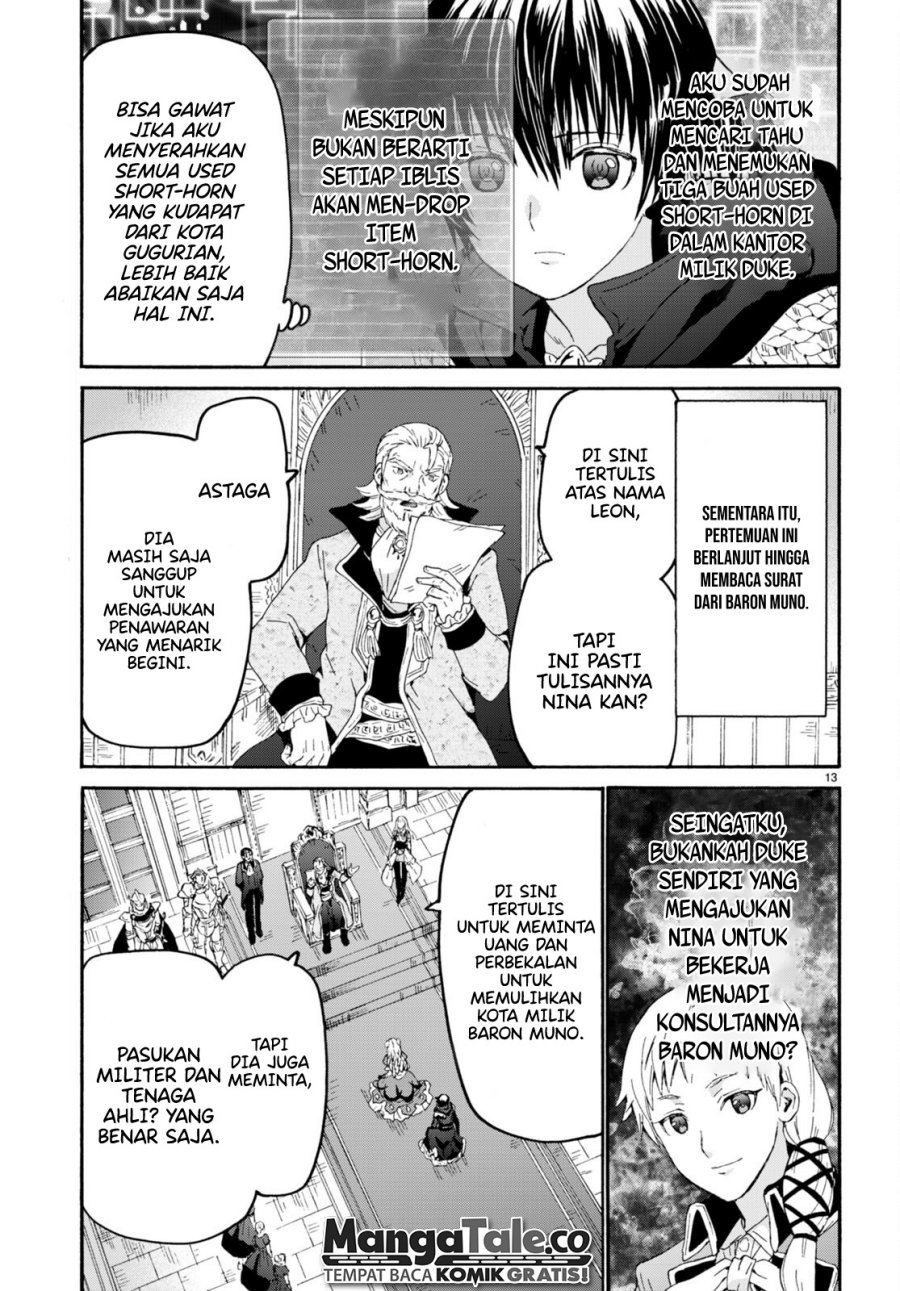 AKU SUDAH
MENCOBA UNTUK
MENCARI TAHU
DAN MENEMUKAN
TIGA BUAH USED
SHORT-HORN DI
DALAM KANTOR
MILIK DUKE.
MESKIPUN
BUKAN BERARTI
SETIAP IBLIS
AKAN MEN-DROP
ITEM
SHORT-HORN.
BISA GAWAT
JIKA AKU
MENYERAHKAN
SEMUA USED
SHORT-HORN
YANG KUDAPAT
DARI KOTA
GUGURIAN,
LEBIH BAIK
ABAIKAN SAJA
HAL INI.
SEMENTARA ITU,
PERTEMUAN INI
BERLANJUT HINGGA
MEMBACA SURAT
DARI BARON MUNO.
DI SINI
TERTULIS
ATAS NAMA
LEON,
TAPI
INI PASTI
TULISANNYA
NINA KAN?
ASTAGA
DIA
MASIH SAJA
SANGGUP
UNTUK
MENGAJUKAN
PENAWARAN
YANG MENARIK
BEGINI.
13
SEINGATKU,
BUKANKAH DUKE
SENDIRI YANG
MENGAJUKAN
NINA UNTUK
BEKERJA
MENJADI
KONSULTANNYA
BARON MUNO?
DI SINI
TERTULIS
UNTUK MEMINTA
UANG DAN
PERBEKALAN
UNTUK
MEMULIHKAN
KOTA MILIK
BARON MUNO.
TAPI
DIA JUGA
MEMINTA,
PASUKAN
MILITER DAN
TENAGA
AHLI? YANG
BENAR SAJA.
MangaTale.co
TEMPAT BACA KOMIK GRATIS!